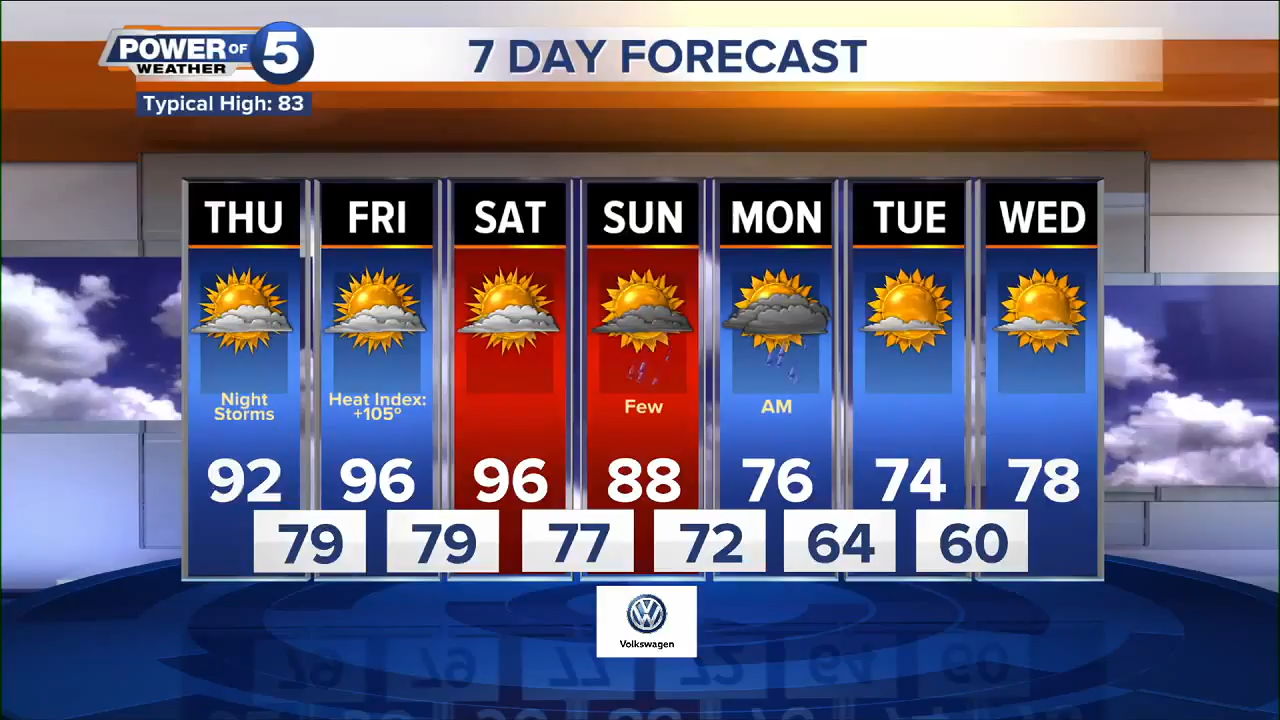 POWER OF 5
WEATHER
7 DAY FORECAST
Typical High: 83
THU FRI SAT SUN MON TUE WED
Night
Storms
Heat Index:
+105°
Few
AM
92 96 96 88 76 74 78
79 79 77 72 64 60
Volkswagen